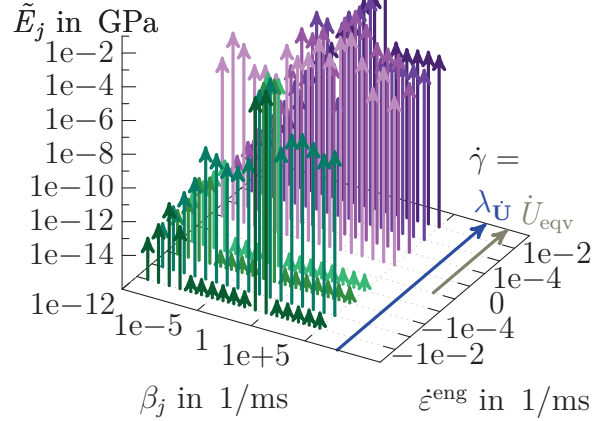 Ẽⱼ in GPa
1e−2
1e−4
1e−6
1e−8
1e−10
1e−12
1e−14
1e−12
1e−5
1
1e+5
βⱼ in 1/ms
γ̇ =
λ_U̇
U̇_eqv
1e−2
1e−4
0
−1e−4
−1e−2
ε̇^eng in 1/ms